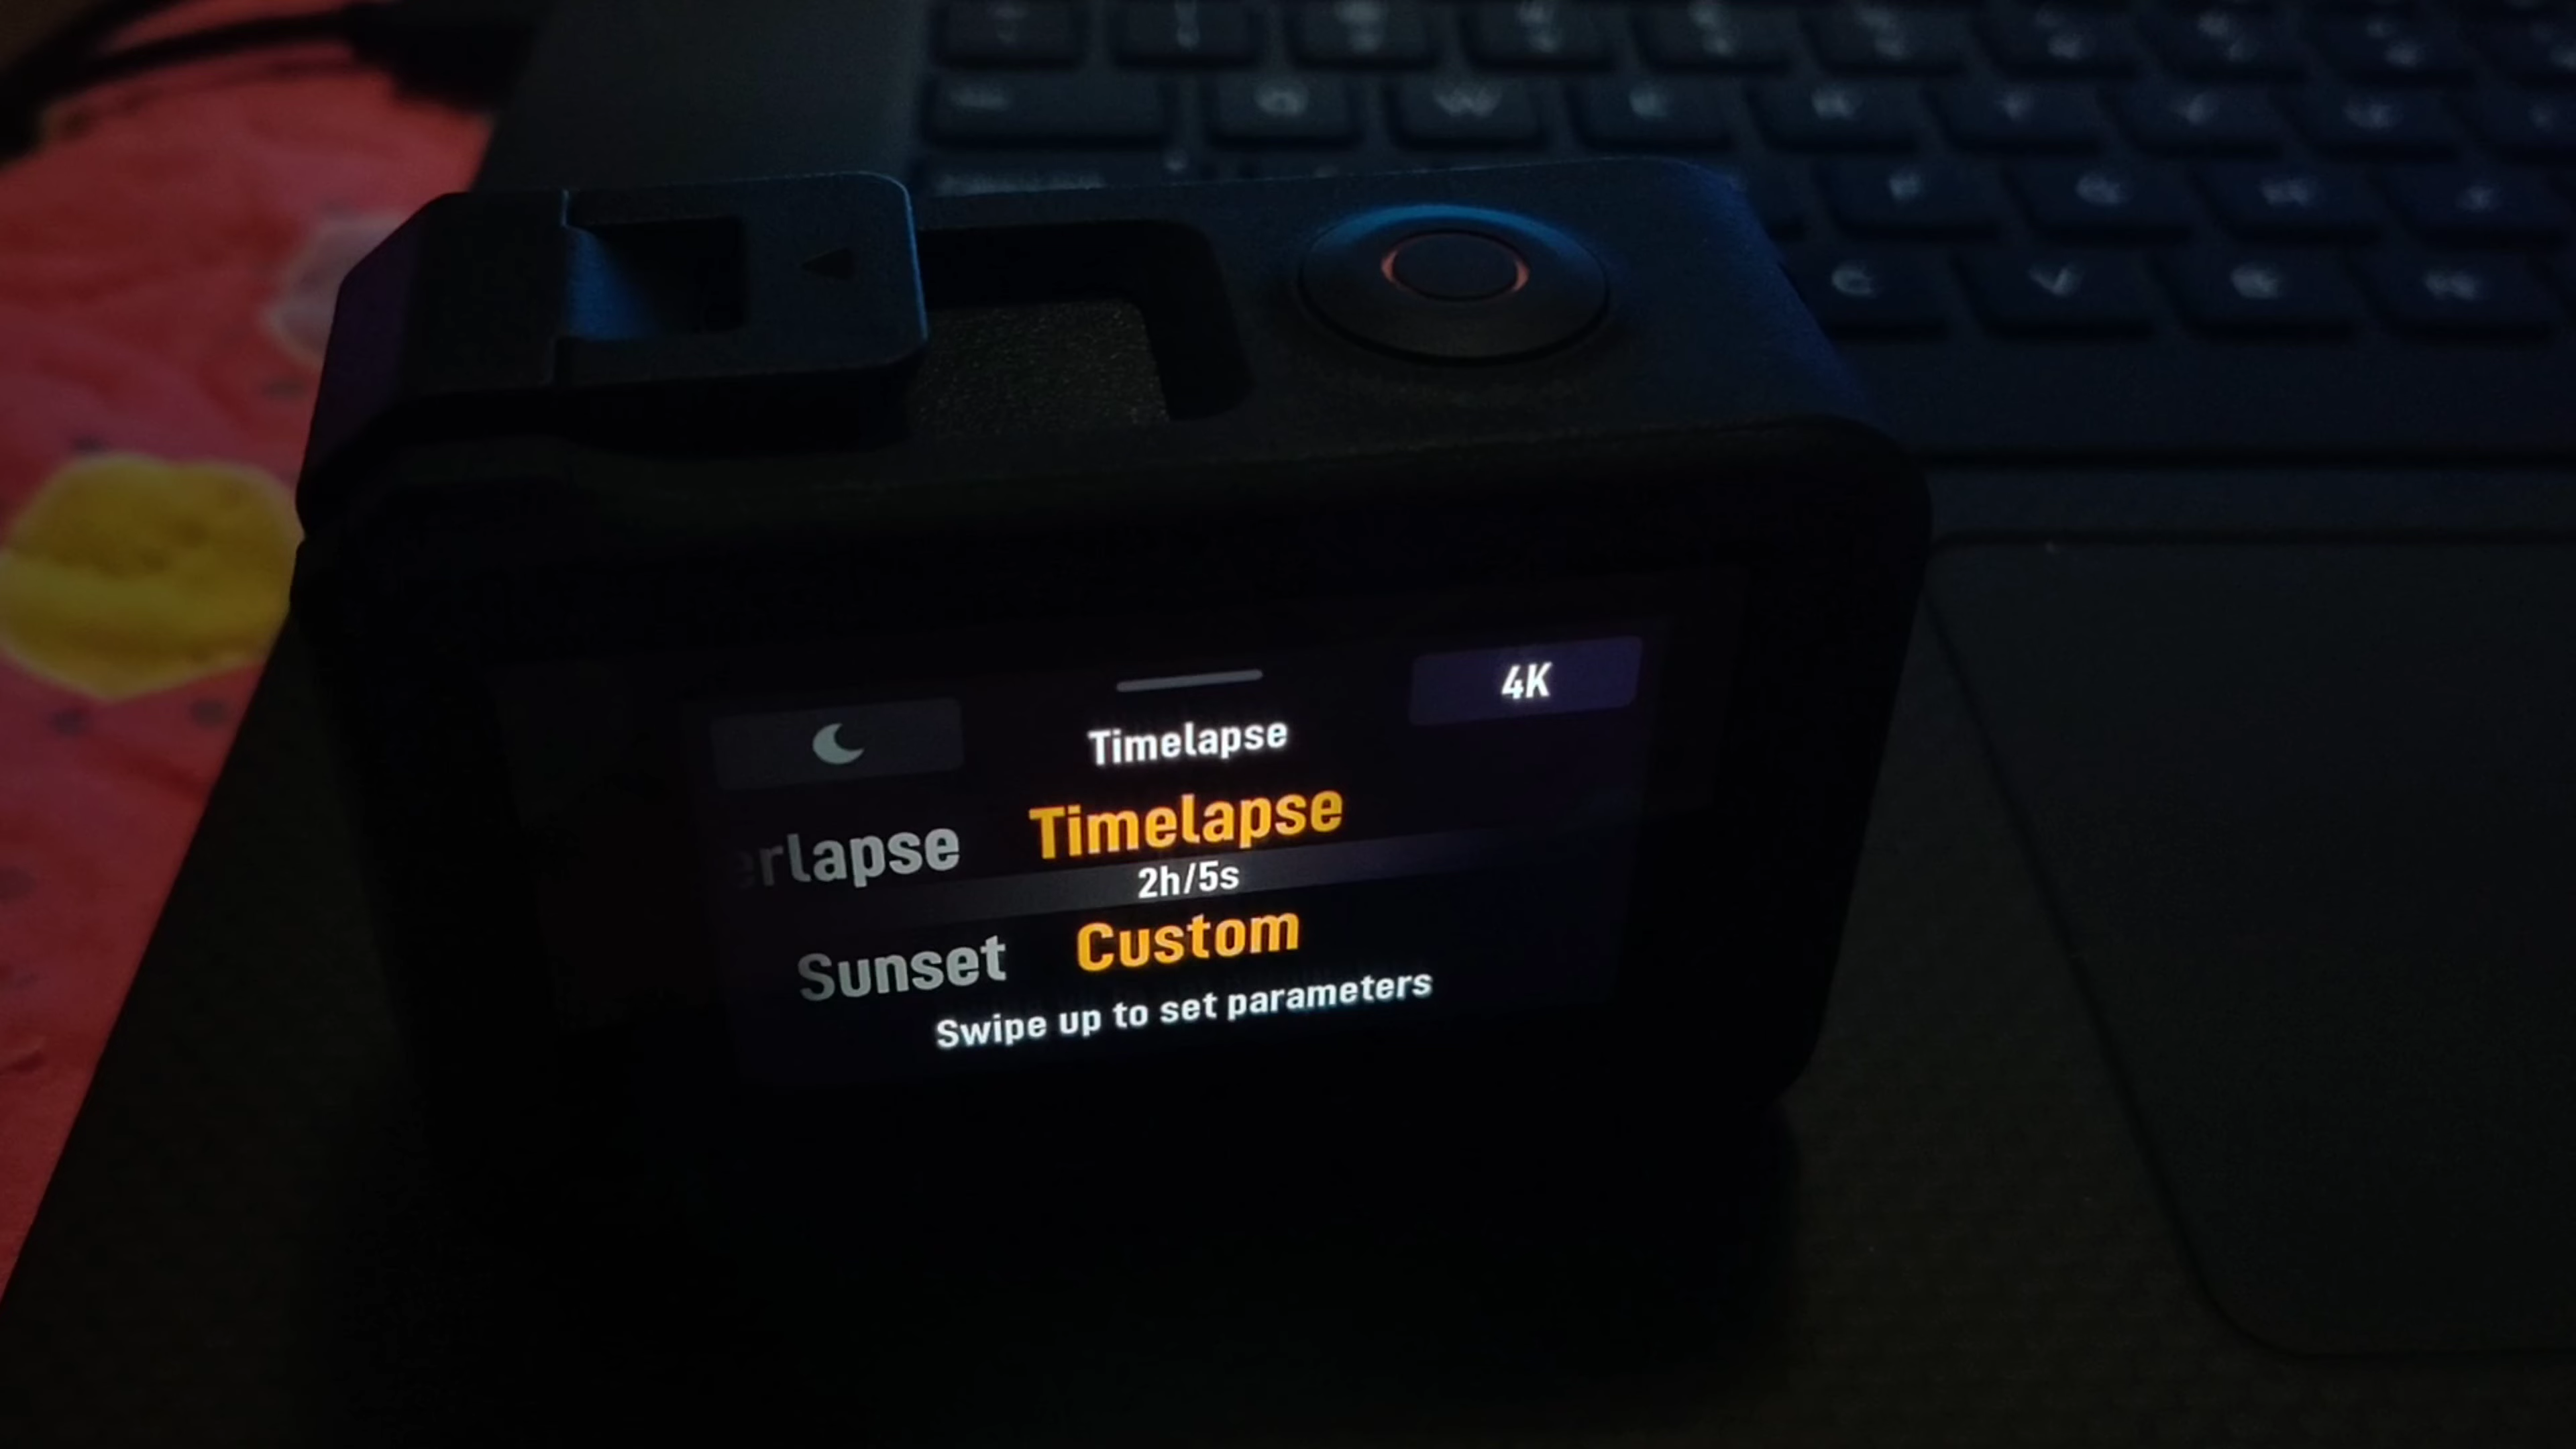 W
C V
4K
Timelapse
erlapse Timelapse
2h/5s
Sunset Custom
Swipe up to set parameters